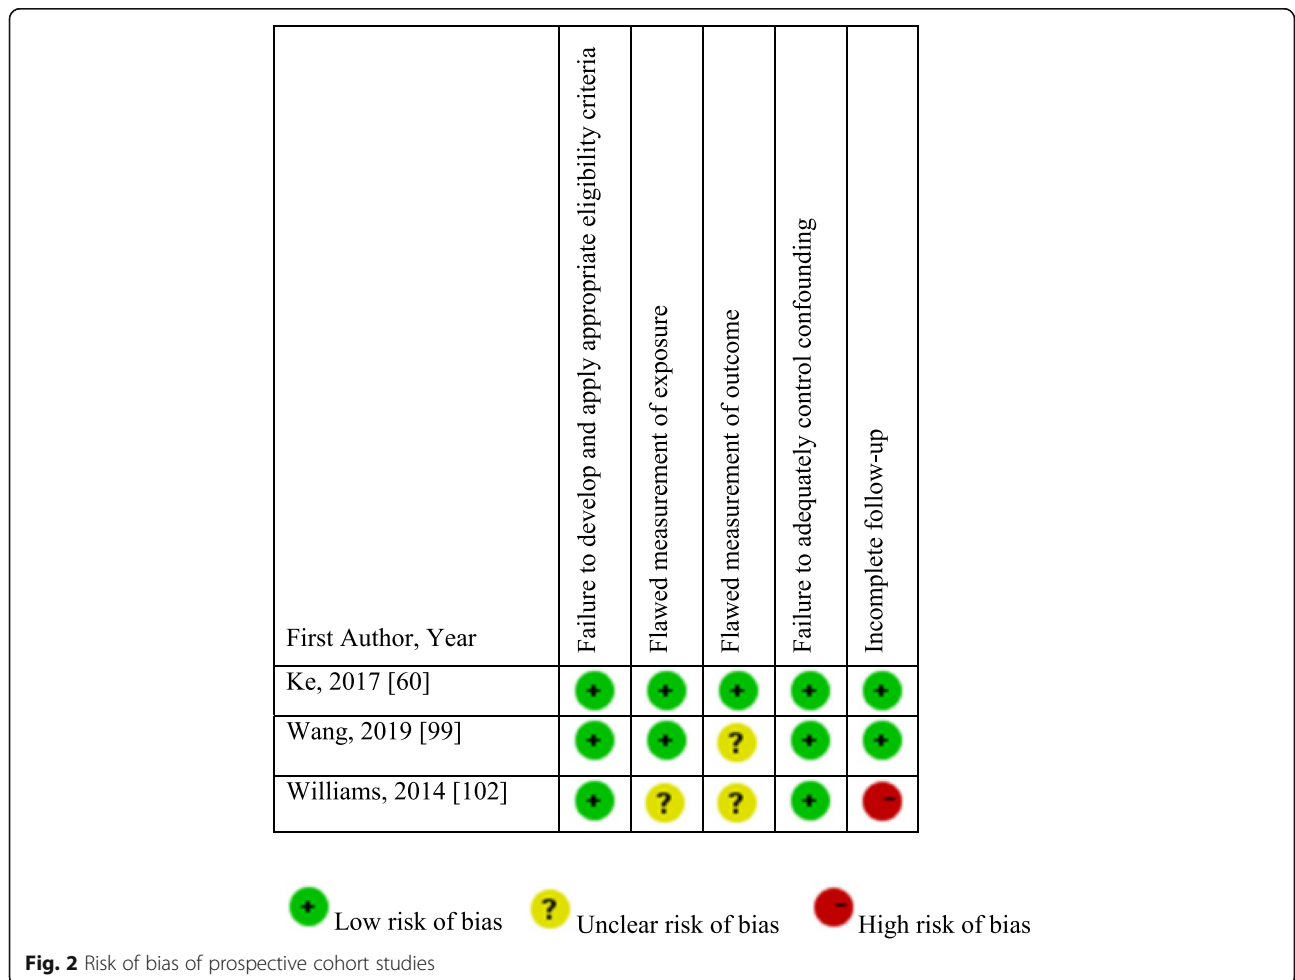 Failure to develop and apply appropriate eligibility criteria
Flawed measurement of exposure
Flawed measurement of outcome
Failure to adequately control confounding
Incomplete follow-up
First Author, Year
Ke, 2017 [60] + + + + +
Wang, 2019 [99] + + ? + +
Williams, 2014 [102] + ? ? + -
+ Low risk of bias ? Unclear risk of bias - High risk of bias
Fig. 2 Risk of bias of prospective cohort studies